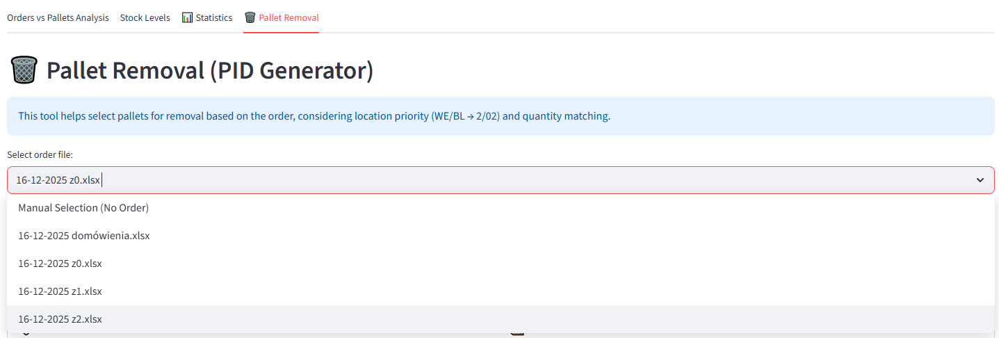 Orders vs Pallets Analysis Stock Levels Statistics Pallet Removal
Pallet Removal (PID Generator)
This tool helps select pallets for removal based on the order, considering location priority (WE/BL → 2/02) and quantity matching.
Select order file:
16-12-2025 z0.xlsx
Manual Selection (No Order)
16-12-2025 domówienia.xlsx
16-12-2025 z0.xlsx
16-12-2025 z1.xlsx
16-12-2025 z2.xlsx